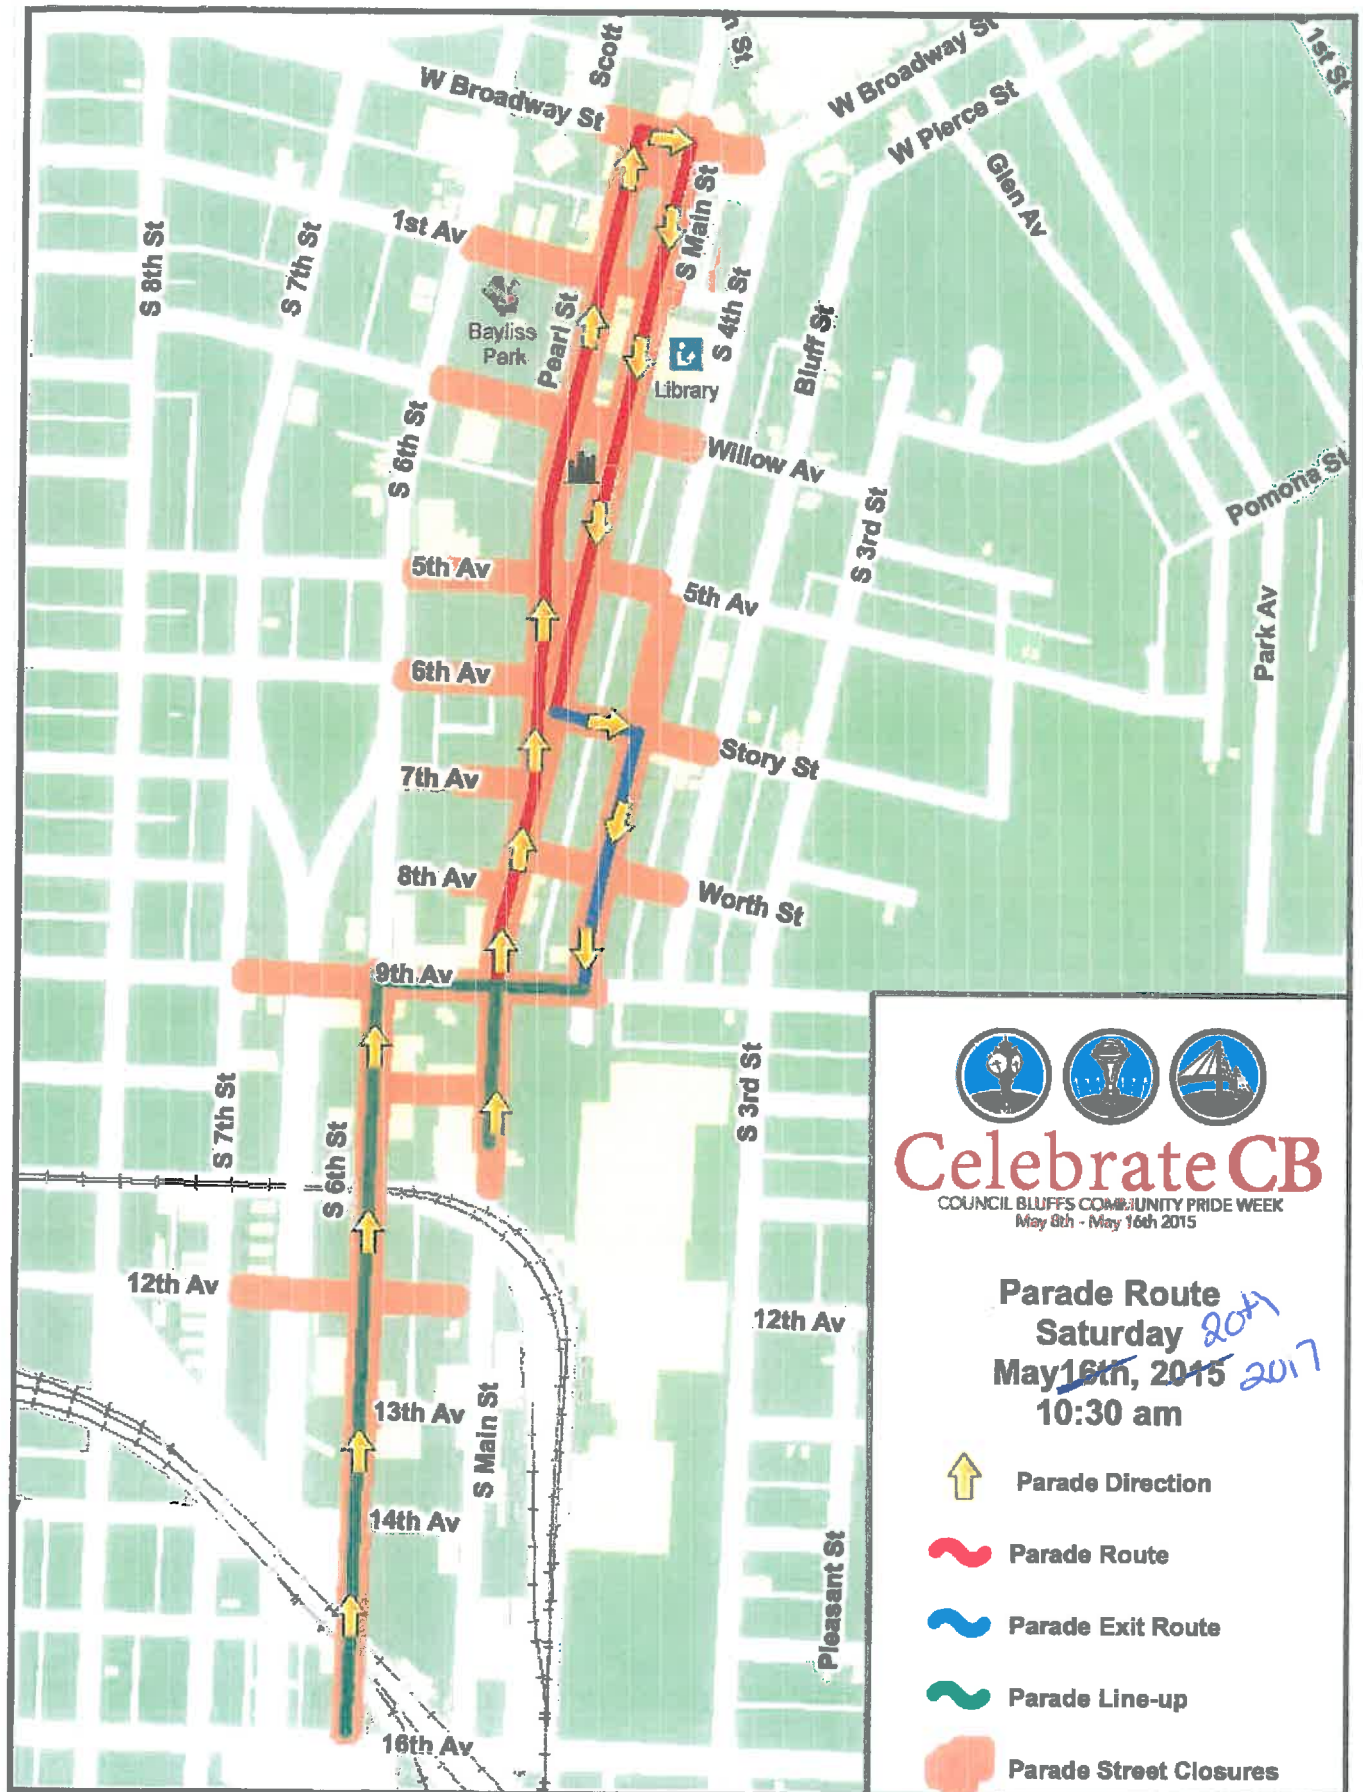 Scott
n St
W Broadway St
W Broadway St
1st St
W Pierce St
Glen Av
S Main St
1st Av
S 8th St
S 7th St
S 4th St
Bayliss
Park
Pearl St
Library
Bluff St
S 6th St
Willow Av
Pomona St
S 3rd St
5th Av
5th Av
Park Av
6th Av
Story St
7th Av
8th Av
Worth St
9th Av
S 7th St
S 6th St
S 3rd St
12th Av
12th Av
13th Av
S Main St
14th Av
Pleasant St
16th Av
Celebrate CB
COUNCIL BLUFFS COMMUNITY PRIDE WEEK
May 8th - May 16th 2015
Parade Route
Saturday 20th
May 16th, 2015 2017
10:30 am
Parade Direction
Parade Route
Parade Exit Route
Parade Line-up
Parade Street Closures